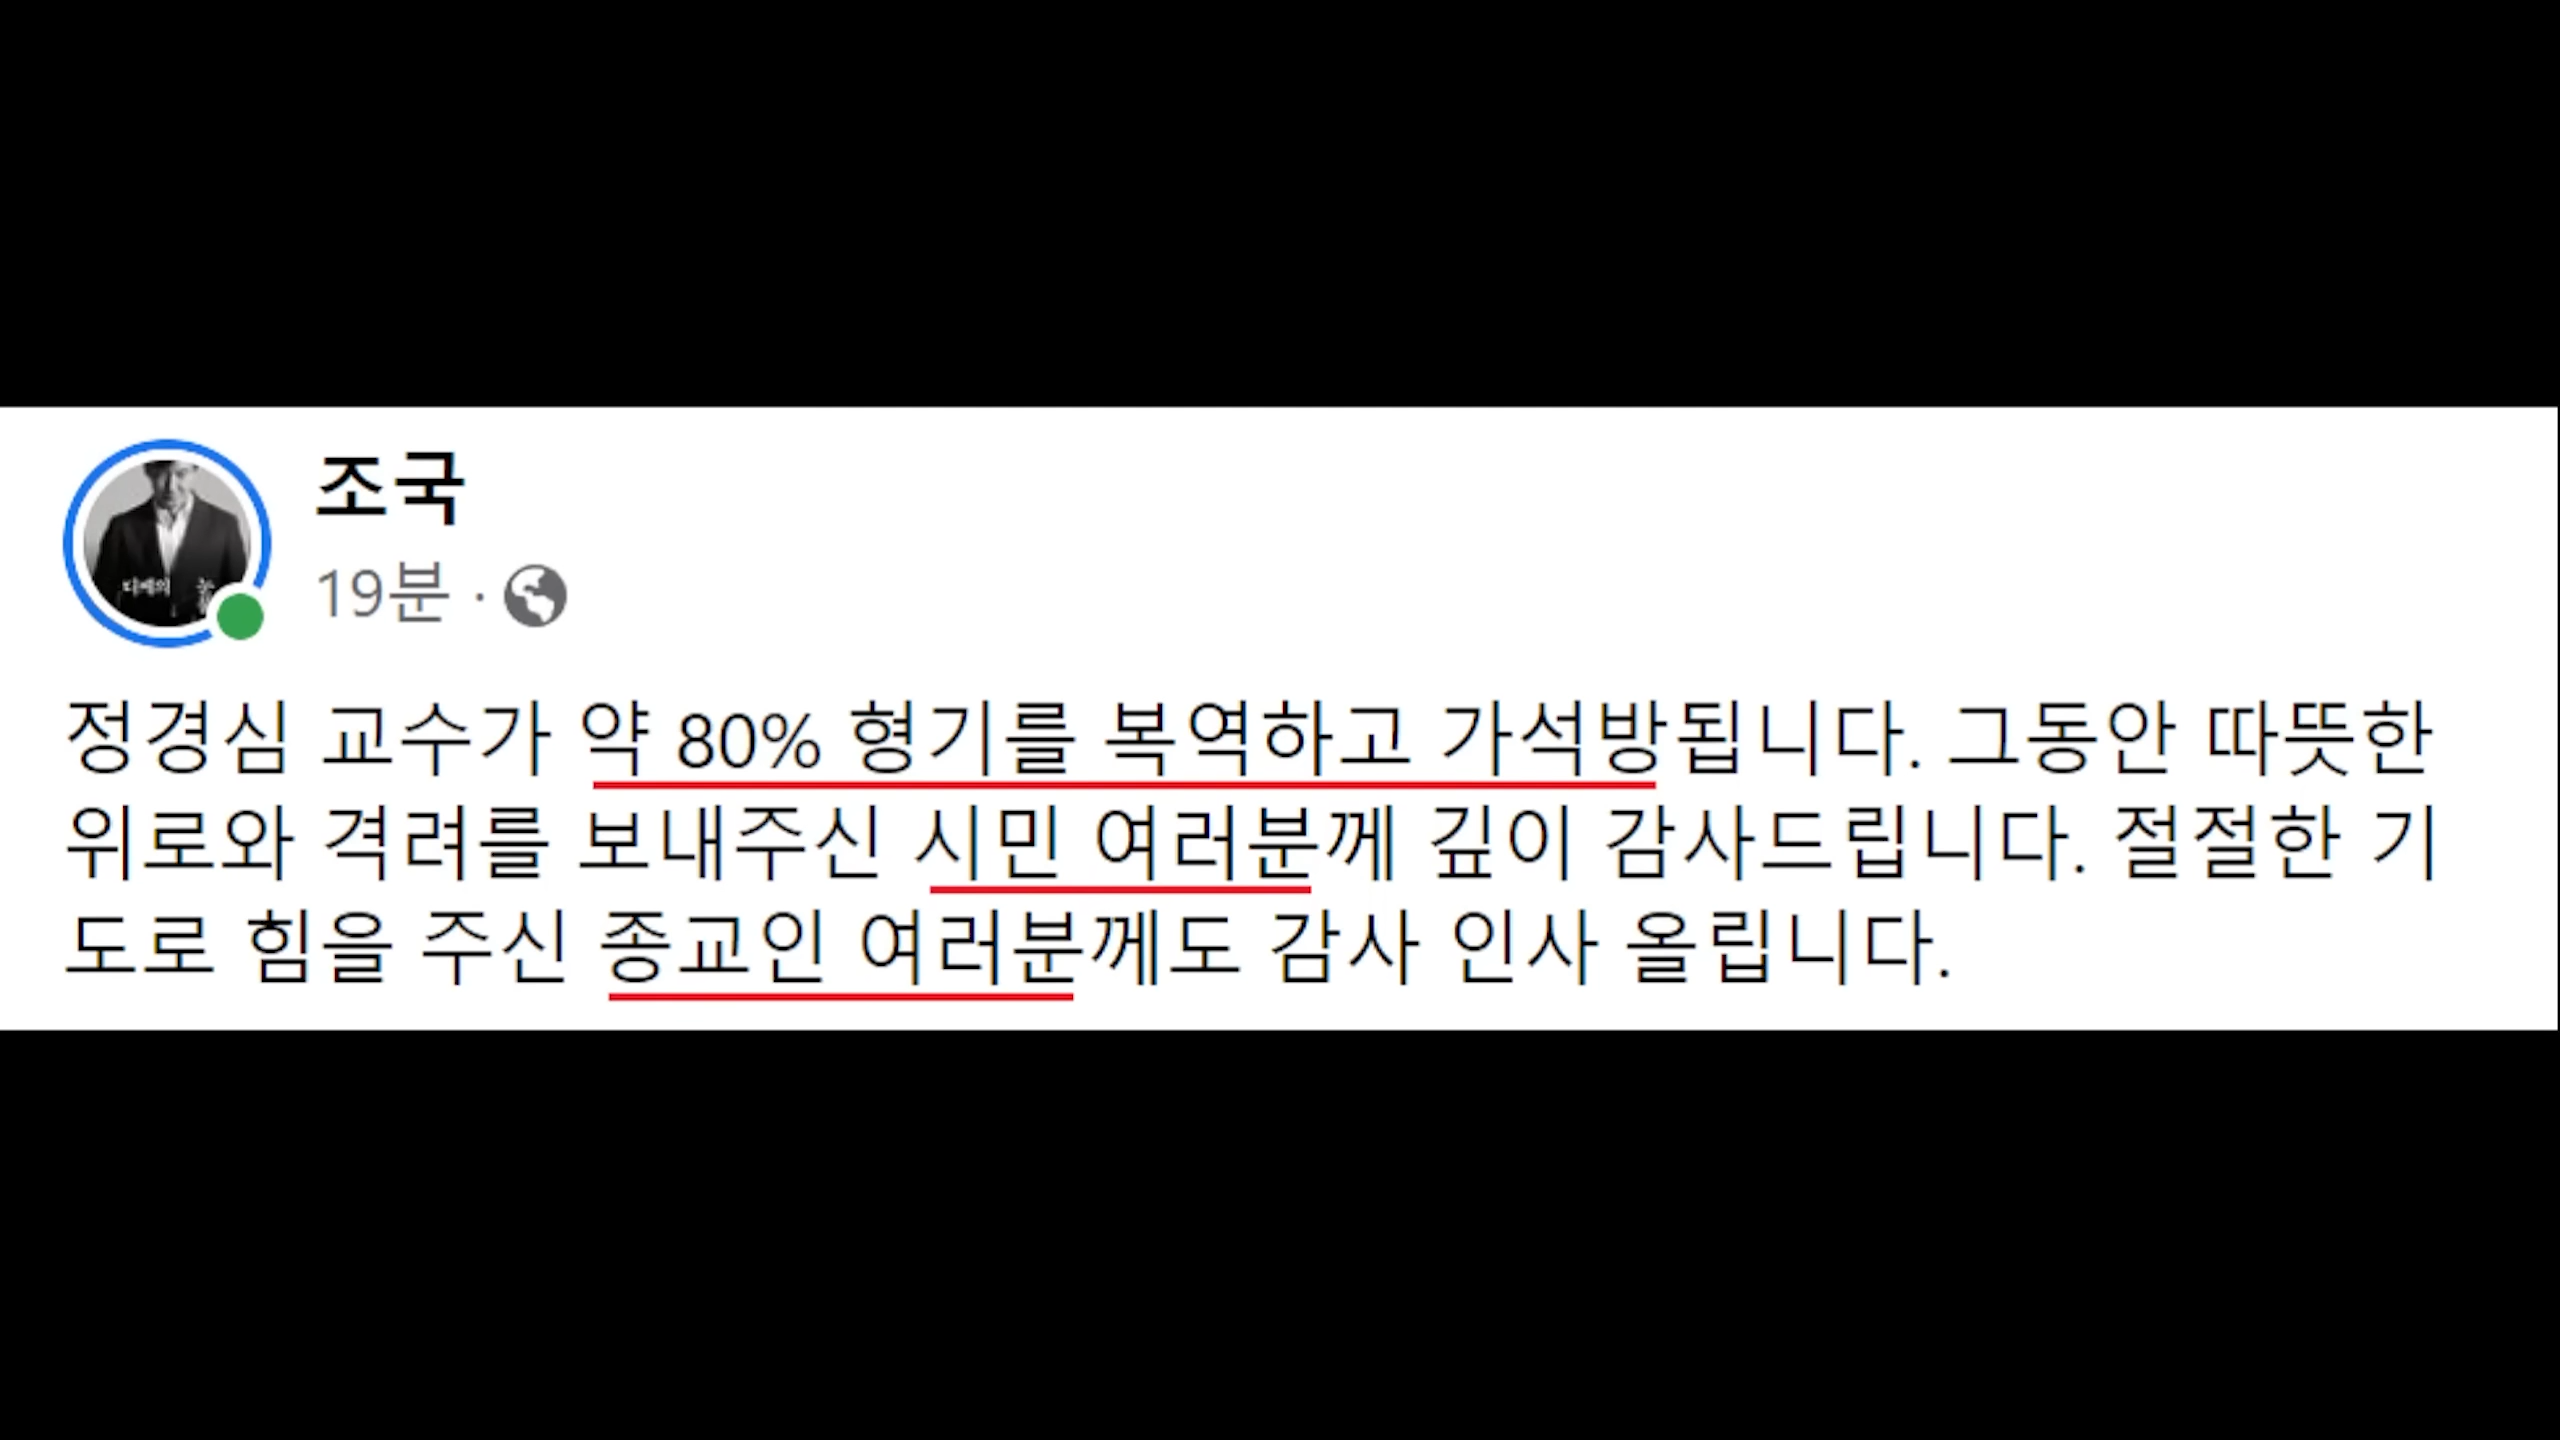 조국
19분 ·
정경심 교수가 약 80% 형기를 복역하고 가석방됩니다. 그동안 따뜻한
위로와 격려를 보내주신 시민 여러분께 깊이 감사드립니다. 절절한 기
도로 힘을 주신 종교인 여러분께도 감사 인사 올립니다.